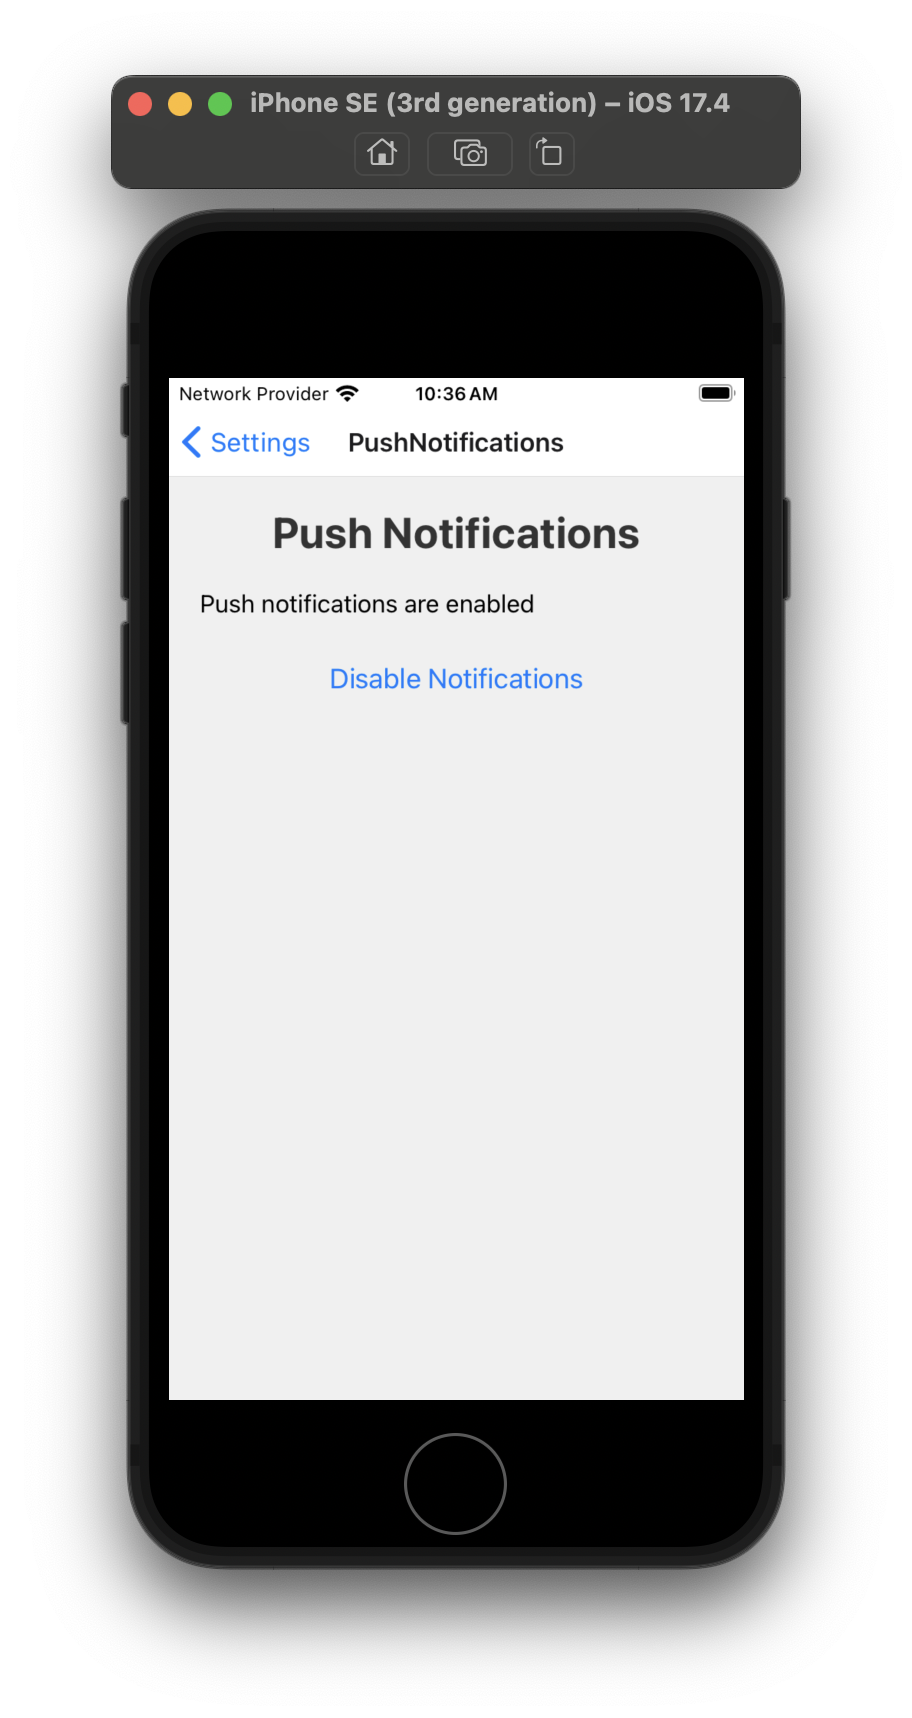 iPhone SE (3rd generation) – iOS 17.4
Network Provider 10:36 AM
Settings PushNotifications
Push Notifications
Push notifications are enabled
Disable Notifications